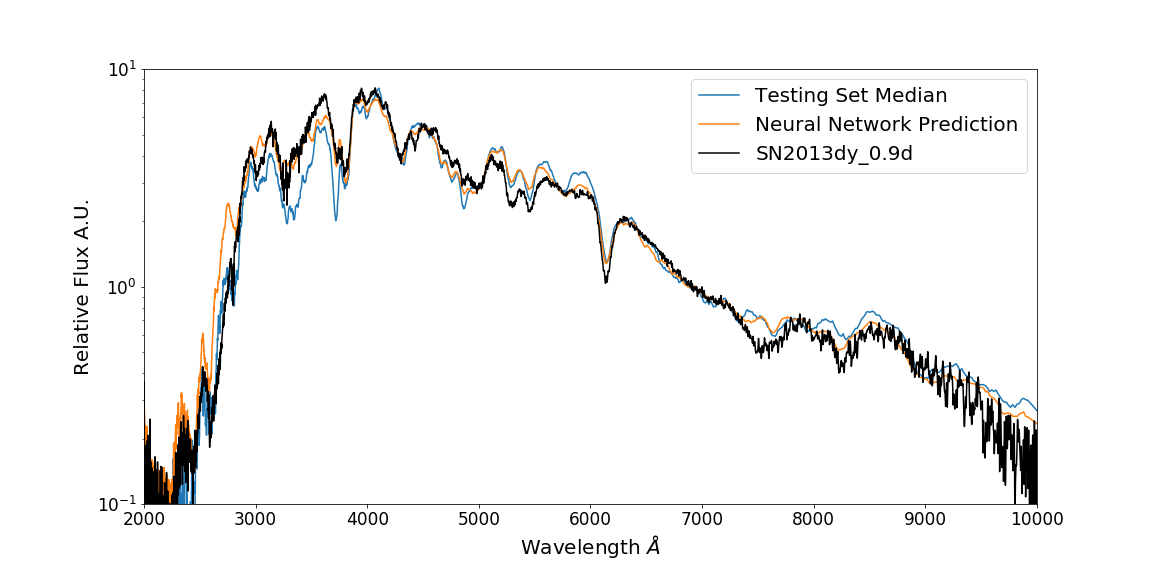 10¹
10⁰
10⁻¹
Relative Flux A.U.
Testing Set Median
Neural Network Prediction
SN2013dy_0.9d
2000 3000 4000 5000 6000 7000 8000 9000 10000
Wavelength Å